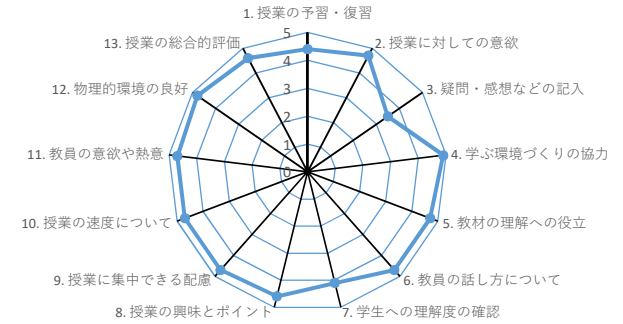 1. 授業の予習・復習
2. 授業に対しての意欲
3. 疑問・感想などの記入
4. 学ぶ環境づくりの協力
5. 教材の理解への役立
6. 教員の話し方について
7. 学生への理解度の確認
8. 授業の興味とポイント
9. 授業に集中できる配慮
10. 授業の速度について
11. 教員の意欲や熱意
12. 物理的環境の良好
13. 授業の総合的評価
5
4
3
2
1
0